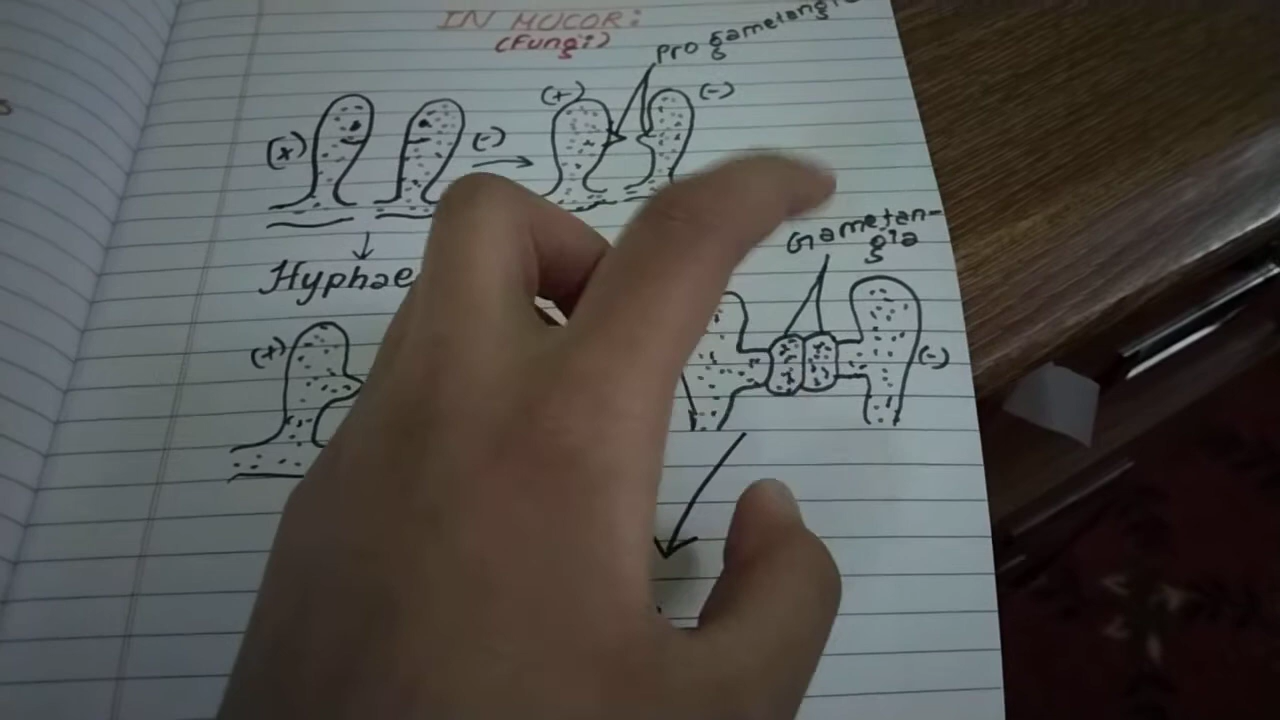 IN MUCOR:
(Fungi)
Pro gametangia
(+) (-)
(x) (-)
Gametan-
gia
Hyphae
(+) (-)